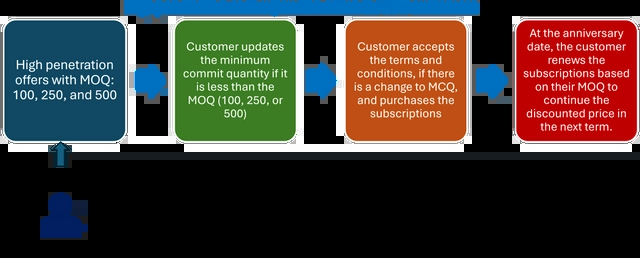 High penetration
offers with MOQ:
100, 250, and 500
Customer updates
the minimum
commit quantity if it
is less than the
MOQ (100, 250, or
500)
Customer accepts
the terms and
conditions, if there
is a change to MCQ,
and purchases the
subscriptions
At the anniversary
date, the customer
renews the
subscriptions based
on their MOQ to
continue the
discounted price in
the next term.